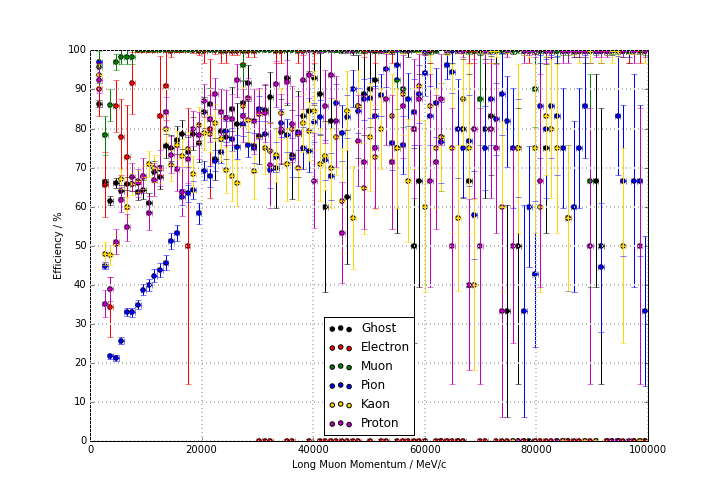 100
90
80
70
60
50
40
30
20
10
0
Efficiency / %
Ghost
Electron
Muon
Pion
Kaon
Proton
0 20000 40000 60000 80000 100000
Long Muon Momentum / MeV/c